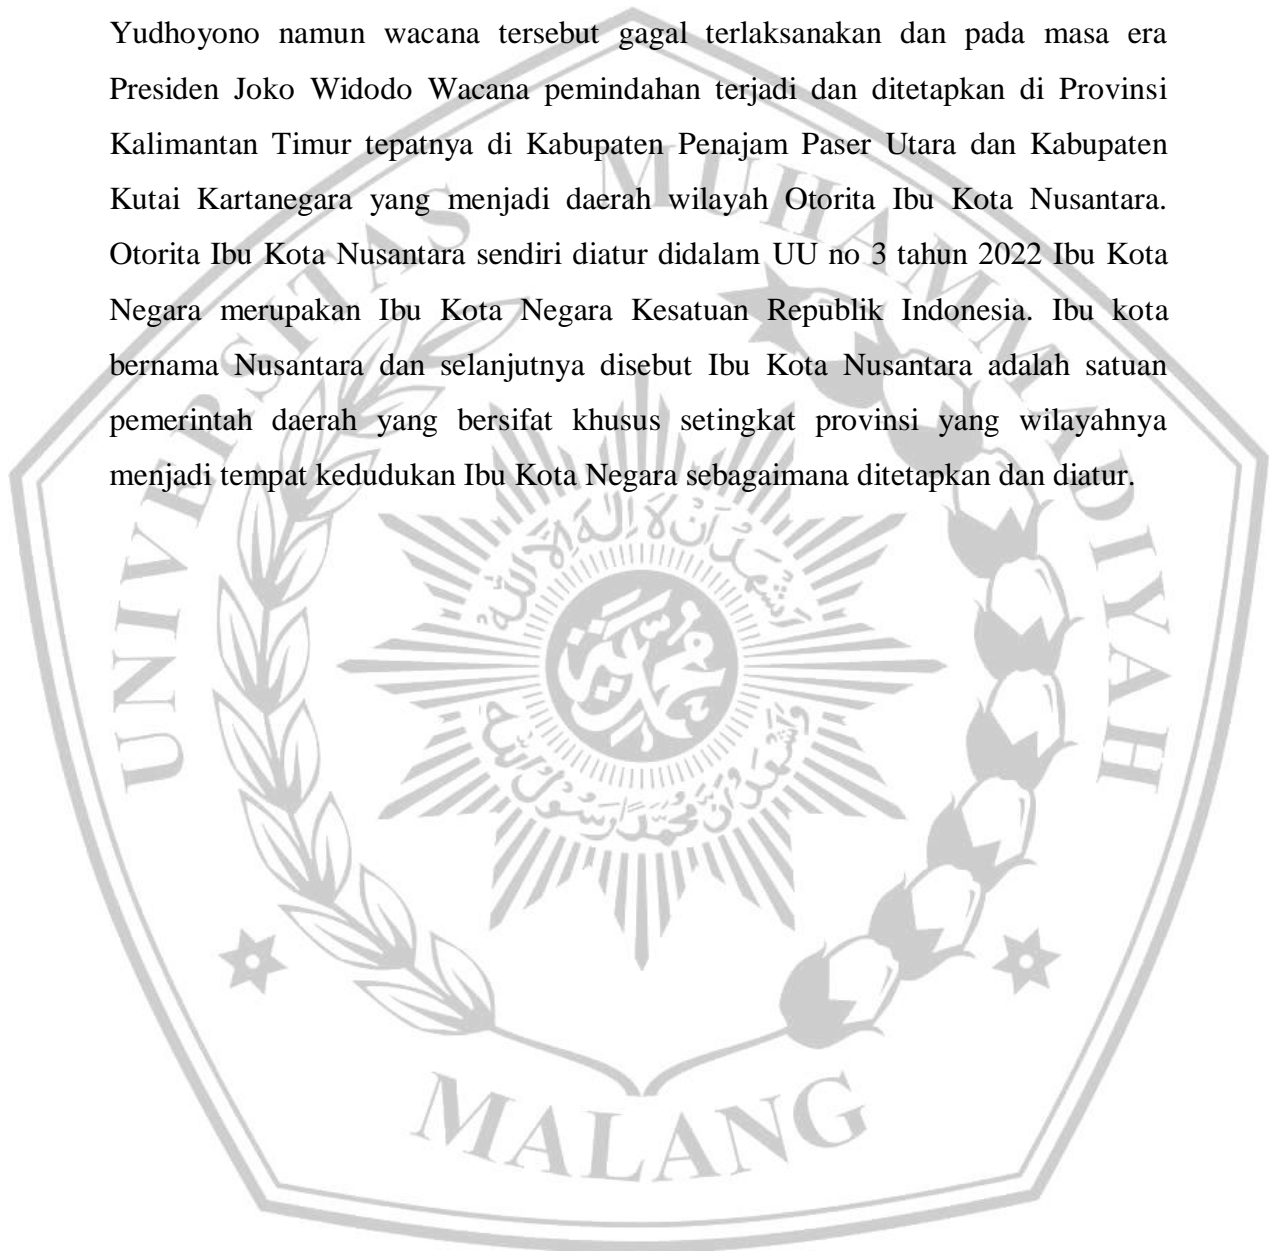 Yudhoyono namun wacana tersebut gagal terlaksanakan dan pada masa era
Presiden Joko Widodo Wacana pemindahan terjadi dan ditetapkan di Provinsi
Kalimantan Timur tepatnya di Kabupaten Penajam Paser Utara dan Kabupaten
Kutai Kartanegara yang menjadi daerah wilayah Otorita Ibu Kota Nusantara.
Otorita Ibu Kota Nusantara sendiri diatur didalam UU no 3 tahun 2022 Ibu Kota
Negara merupakan Ibu Kota Negara Kesatuan Republik Indonesia. Ibu kota
bernama Nusantara dan selanjutnya disebut Ibu Kota Nusantara adalah satuan
pemerintah daerah yang bersifat khusus setingkat provinsi yang wilayahnya
menjadi tempat kedudukan Ibu Kota Negara sebagaimana ditetapkan dan diatur.
UNIVERSITAS MUHAMMADIYAH
MALANG